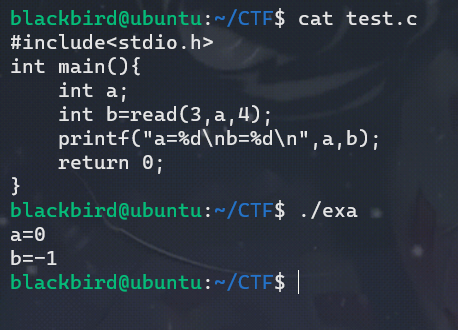 blackbird@ubuntu:~/CTF$ cat test.c
#include<stdio.h>
int main(){
    int a;
    int b=read(3,a,4);
    printf("a=%d\nb=%d\n",a,b);
    return 0;
}
blackbird@ubuntu:~/CTF$ ./exa
a=0
b=-1
blackbird@ubuntu:~/CTF$